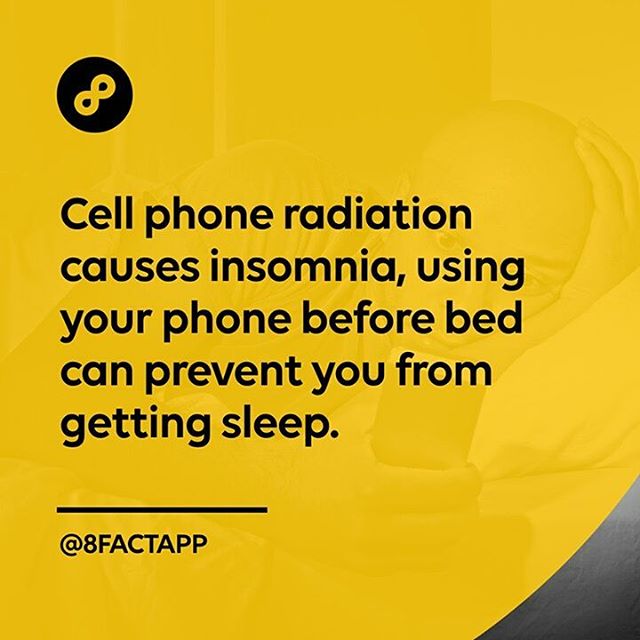 Cell phone radiation
causes insomnia, using
your phone before bed
can prevent you from
getting sleep.
@8FACTAPP